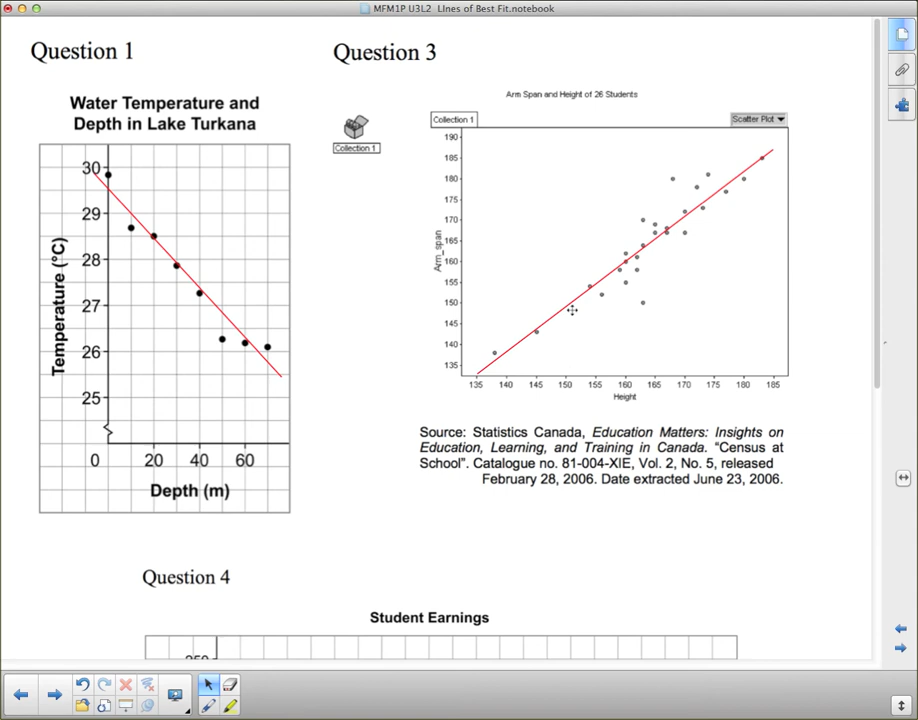 MFM1P U3L2 LInes of Best Fit.notebook
Question 1
Question 3
Water Temperature and
Depth in Lake Turkana
30
29
28
27
26
25
Temperature (°C)
0 20 40 60
Depth (m)
Collection 1
Arm Span and Height of 26 Students
Collection 1
Scatter Plot
190
185
180
175
170
165
160
155
150
145
140
135
Arm_span
135 140 145 150 155 160 165 170 175 180 185
Height
Source: Statistics Canada, Education Matters: Insights on
Education, Learning, and Training in Canada. “Census at
School”. Catalogue no. 81-004-XIE, Vol. 2, No. 5, released
February 28, 2006. Date extracted June 23, 2006.
Question 4
Student Earnings